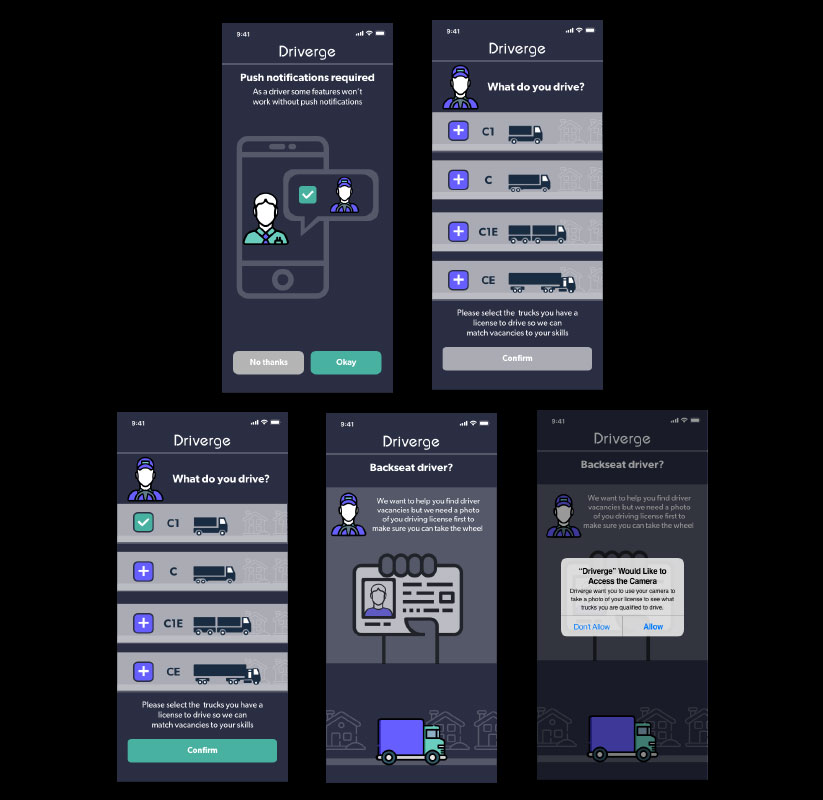 9:41
Driverge
Push notifications required
As a driver some features won't
work without push notifications
No thanks
Okay
9:41
Driverge
What do you drive?
C1
C
C1E
CE
Please select the trucks you have a
license to drive so we can
match vacancies to your skills
Confirm
9:41
Driverge
What do you drive?
C1
C
C1E
CE
Please select the trucks you have a
license to drive so we can
match vacancies to your skills
Confirm
9:41
Driverge
Backseat driver?
We want to help you find driver
vacancies but we need a photo
of you driving license first to
make sure you can take the wheel
9:41
Driverge
Backseat driver?
We want to help you find driver
vacancies but we need a photo
of you driving license first to
make sure you can take the wheel
“Driverge” Would Like to
Access the Camera
Driverge want you to use your camera to
take a photo of your license to see what
trucks you are qualified to drive.
Don't Allow
Allow